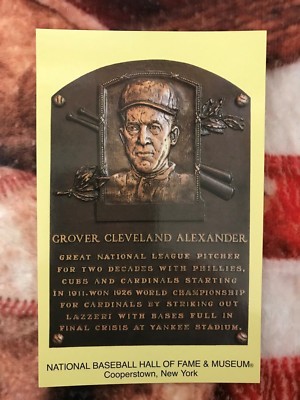 GROVER CLEVELAND ALEXANDER
GREAT NATIONAL LEAGUE PITCHER
FOR TWO DECADES WITH PHILLIES,
CUBS AND CARDINALS STARTING
IN 1911. WON 1926 WORLD CHAMPIONSHIP
FOR CARDINALS BY STRIKING OUT
LAZZERI WITH BASES FULL IN
FINAL CRISIS AT YANKEE STADIUM.
NATIONAL BASEBALL HALL OF FAME & MUSEUM®
Cooperstown, New York